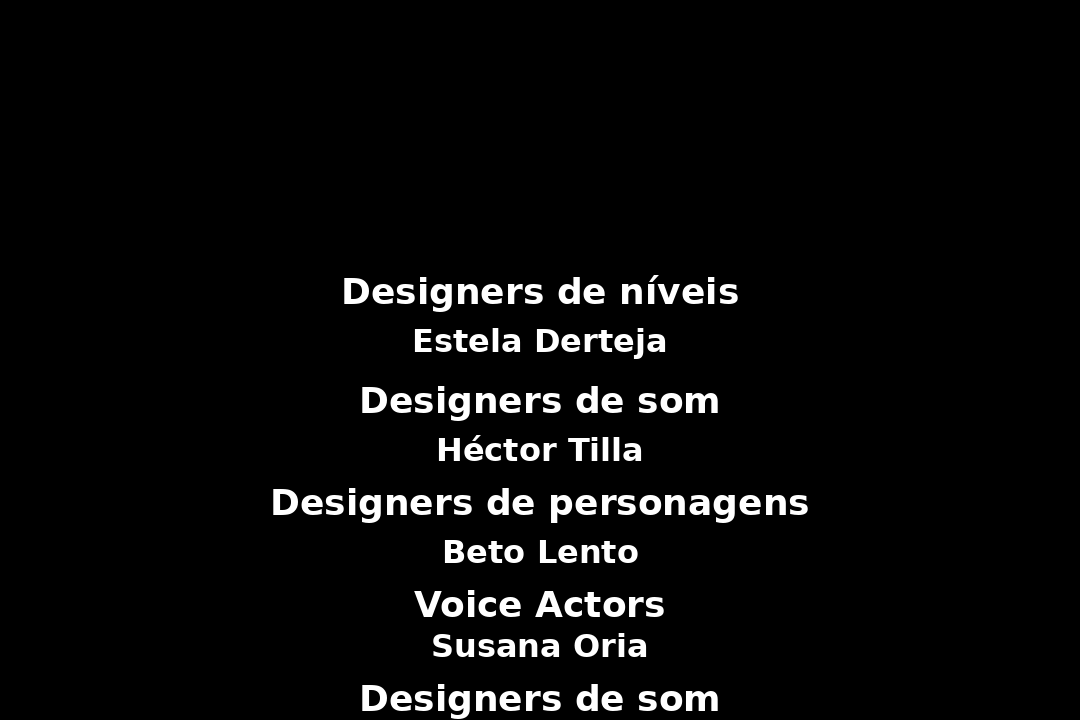 Designers de níveis
Estela Derteja
Designers de som
Héctor Tilla
Designers de personagens
Beto Lento
Voice Actors
Susana Oria
Designers de som